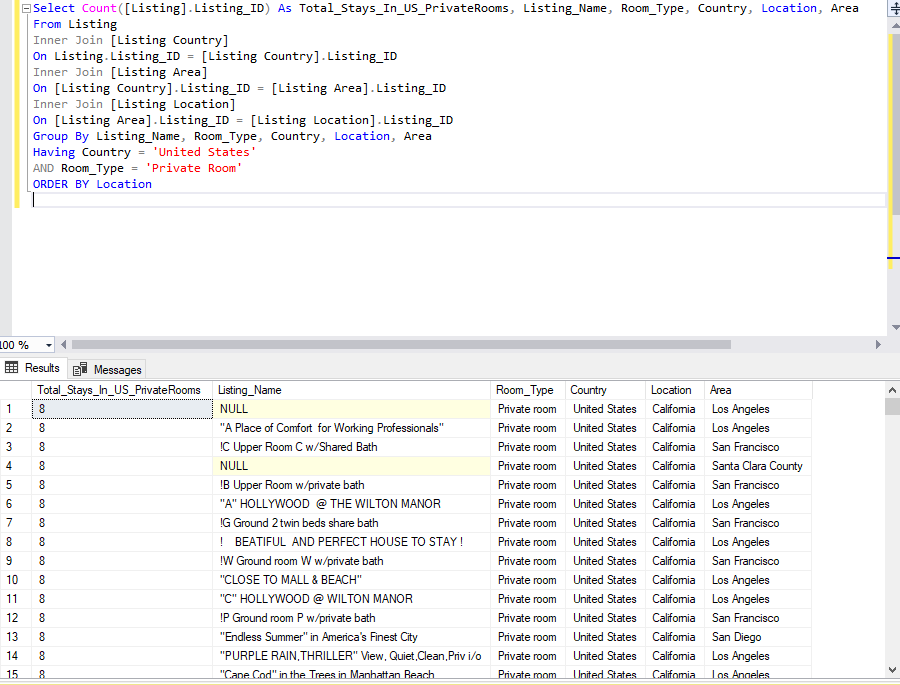 Select Count([Listing].Listing_ID) As Total_Stays_In_US_PrivateRooms, Listing_Name, Room_Type, Country, Location, Area
From Listing
Inner Join [Listing Country]
On Listing.Listing_ID = [Listing Country].Listing_ID
Inner Join [Listing Area]
On [Listing Country].Listing_ID = [Listing Area].Listing_ID
Inner Join [Listing Location]
On [Listing Area].Listing_ID = [Listing Location].Listing_ID
Group By Listing_Name, Room_Type, Country, Location, Area
Having Country = 'United States'
AND Room_Type = 'Private Room'
ORDER BY Location
100 %
Results Messages
Total_Stays_In_US_PrivateRooms Listing_Name Room_Type Country Location Area
1 8 NULL Private room United States California Los Angeles
2 8 "A Place of Comfort for Working Professionals" Private room United States California Los Angeles
3 8 !C Upper Room C w/Shared Bath Private room United States California San Francisco
4 8 NULL Private room United States California Santa Clara County
5 8 !B Upper Room w/private bath Private room United States California San Francisco
6 8 "A" HOLLYWOOD @ THE WILTON MANOR Private room United States California Los Angeles
7 8 !G Ground 2 twin beds share bath Private room United States California San Francisco
8 8 ! BEATIFUL AND PERFECT HOUSE TO STAY ! Private room United States California Los Angeles
9 8 !W Ground room W w/private bath Private room United States California San Francisco
10 8 "CLOSE TO MALL & BEACH" Private room United States California Los Angeles
11 8 "C" HOLLYWOOD @ WILTON MANOR Private room United States California Los Angeles
12 8 !P Ground room P w/private bath Private room United States California San Francisco
13 8 "Endless Summer" in America's Finest City Private room United States California San Diego
14 8 "PURPLE RAIN,THRILLER" View, Quiet,Clean,Priv i/o Private room United States California Los Angeles
15 8 "Cape Cod" in the Trees in Manhattan Beach Private room United States California Los Angeles